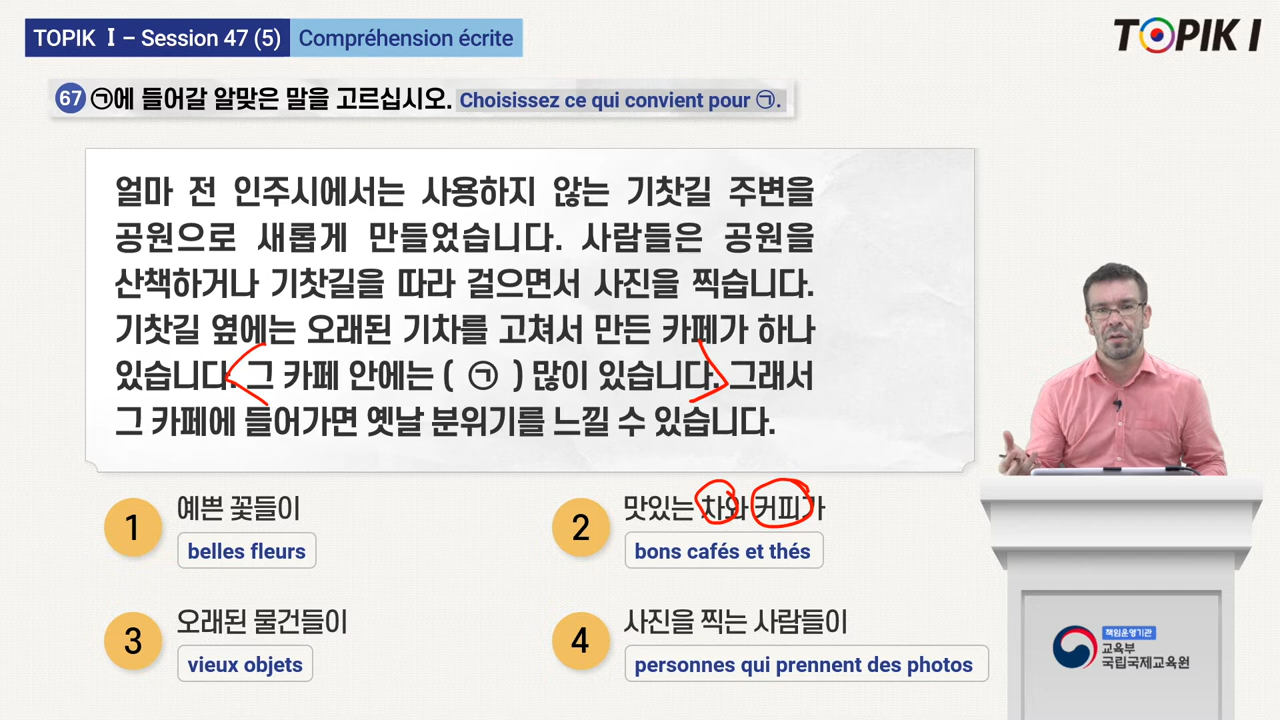 TOPIK Ⅰ – Session 47 (5) Compréhension écrite
TOPIK I
67 ㉠에 들어갈 알맞은 말을 고르십시오. Choisissez ce qui convient pour ㉠.
얼마 전 인주시에서는 사용하지 않는 기찻길 주변을
공원으로 새롭게 만들었습니다. 사람들은 공원을
산책하거나 기찻길을 따라 걸으면서 사진을 찍습니다.
기찻길 옆에는 오래된 기차를 고쳐서 만든 카페가 하나
있습니다. 그 카페 안에는 ( ㉠ ) 많이 있습니다. 그래서
그 카페에 들어가면 옛날 분위기를 느낄 수 있습니다.
1 예쁜 꽃들이
belles fleurs
2 맛있는 차와 커피가
bons cafés et thés
3 오래된 물건들이
vieux objets
4 사진을 찍는 사람들이
personnes qui prennent des photos
책임운영기관
교육부
국립국제교육원